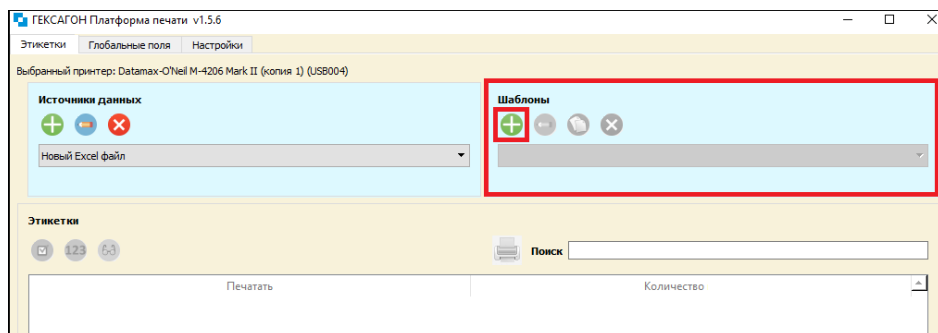 ГЕКСАГОН Платформа печати v1.5.6
Этикетки Глобальные поля Настройки
Выбранный принтер: Datamax-O'Neil M-4206 Mark II (копия 1) (USB004)
Источники данных
Шаблоны
Новый Excel файл
Этикетки
123
Поиск
Печатать Количество